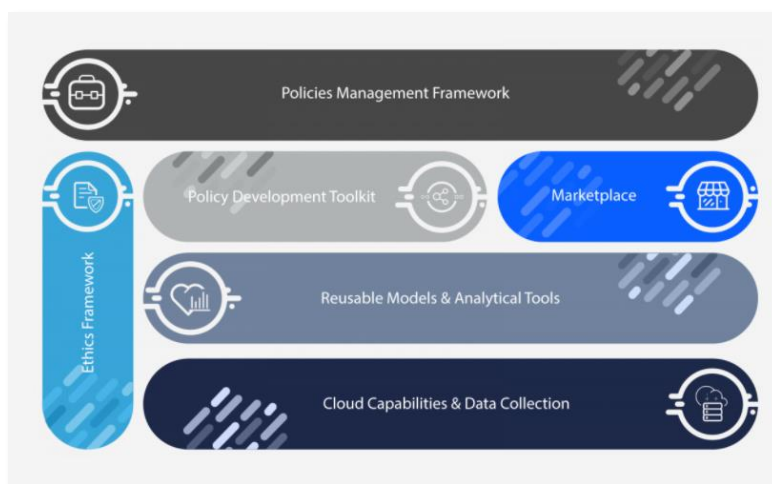 Policies Management Framework
Policy Development Toolkit
Marketplace
Ethics Framework
Reusable Models & Analytical Tools
Cloud Capabilities & Data Collection